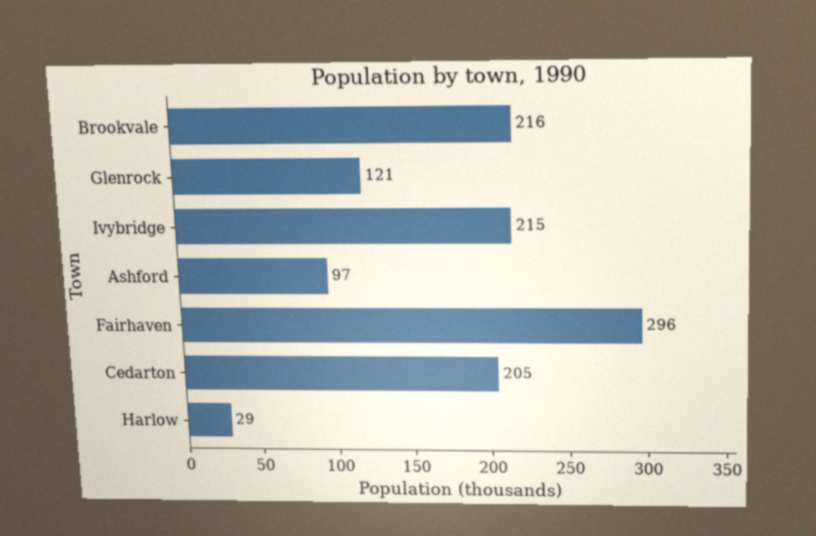 Population by town, 1990
Brookvale 216
Glenrock 121
Ivybridge 215
Ashford 97
Fairhaven 296
Cedarton 205
Harlow 29
Town
0 50 100 150 200 250 300 350
Population (thousands)